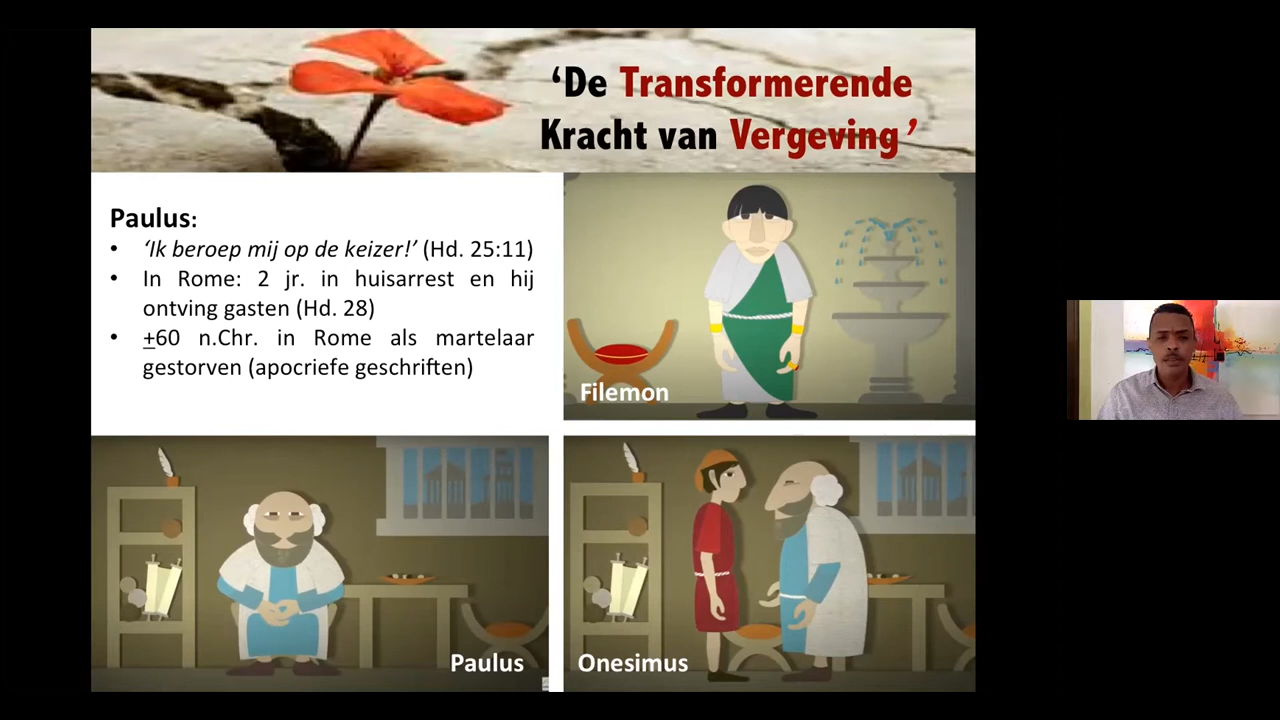 ‘De Transformerende
Kracht van Vergeving’
Paulus:
• ‘Ik beroep mij op de keizer!’ (Hd. 25:11)
• In Rome: 2 jr. in huisarrest en hij
ontving gasten (Hd. 28)
• +60 n.Chr. in Rome als martelaar
gestorven (apocriefe geschriften)
Filemon
Paulus
Onesimus